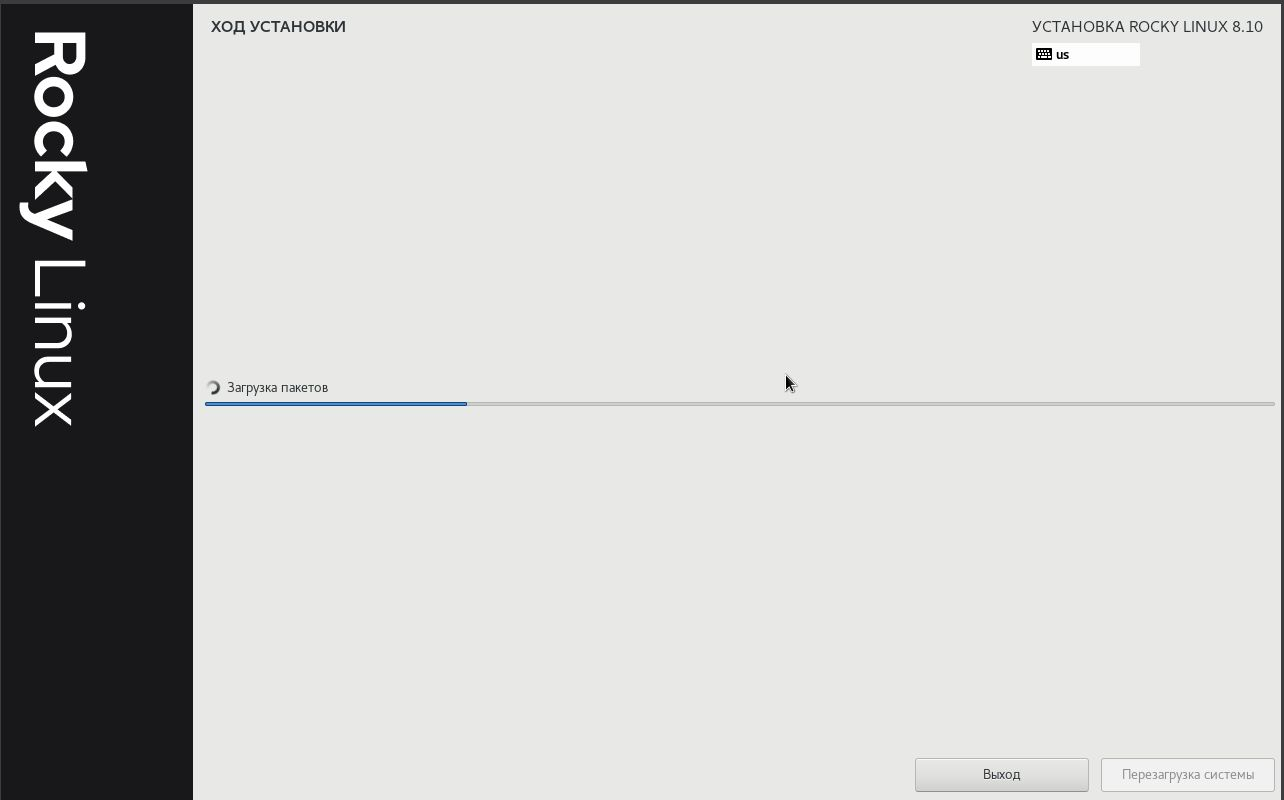 Rocky Linux
ХОД УСТАНОВКИ
УСТАНОВКА ROCKY LINUX 8.10
us
Загрузка пакетов
Выход
Перезагрузка системы